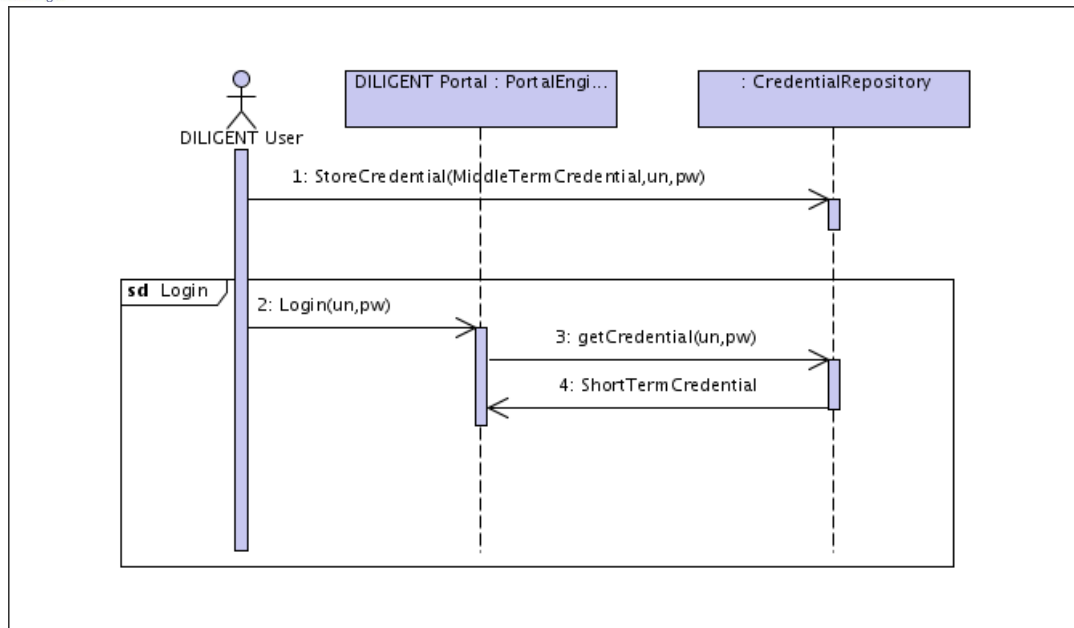 DILIGENT Portal : PortalEngi...
: CredentialRepository
DILIGENT User
1: StoreCredential(MiddleTermCredential,un,pw)
sd Login
2: Login(un,pw)
3: getCredential(un,pw)
4: ShortTermCredential